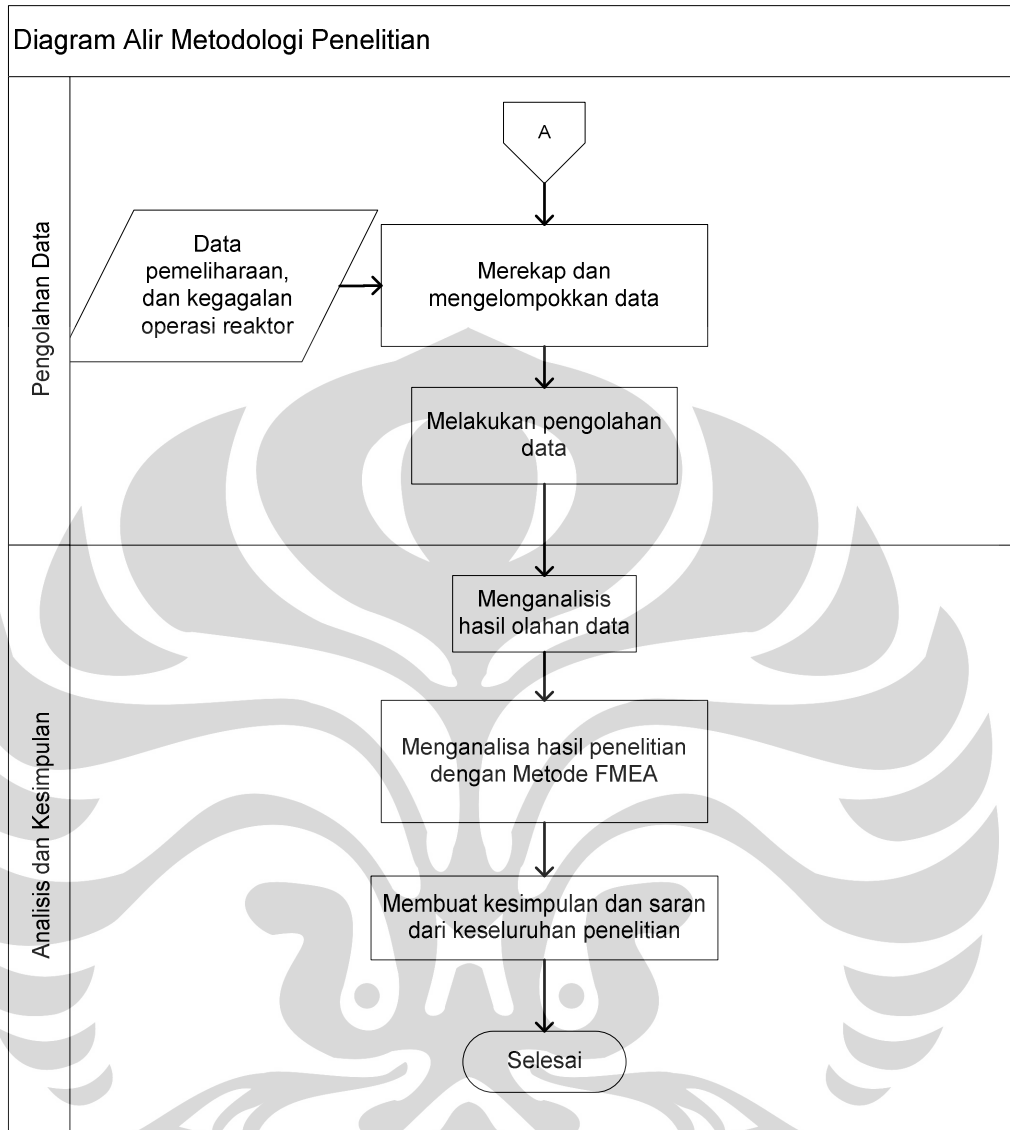 Diagram Alir Metodologi Penelitian
Pengolahan Data
A
Data
pemeliharaan,
dan kegagalan
operasi reaktor
Merekap dan
mengelompokkan data
Melakukan pengolahan
data
Analisis dan Kesimpulan
Menganalisis
hasil olahan data
Menganalisa hasil penelitian
dengan Metode FMEA
Membuat kesimpulan dan saran
dari keseluruhan penelitian
Selesai